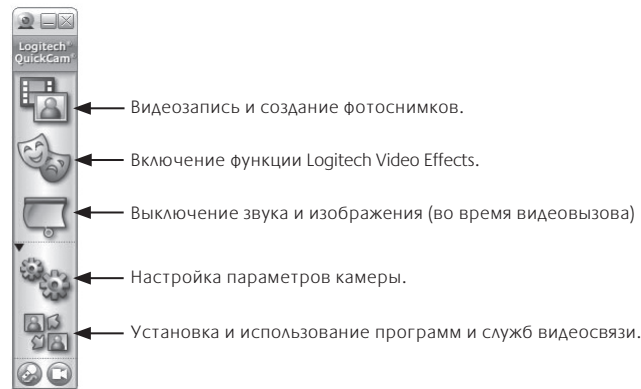 Logitech®
QuickCam®
Видеозапись и создание фотоснимков.
Включение функции Logitech Video Effects.
Выключение звука и изображения (во время видеовызова)
Настройка параметров камеры.
Установка и использование программ и служб видеосвязи.